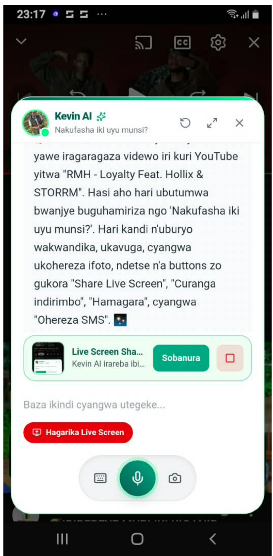 23:17
CC
Kevin AI
Nakufasha iki uyu munsi?
yawe iragaragaza videwo iri kuri YouTube
yitwa "RMH - Loyalty Feat. Hollix &
STORRM". Hasi aho hari ubutumwa
bwanjye buguhamiriza ngo 'Nakufasha iki
uyu munsi?'. Hari kandi n'uburyo
wakwandika, ukavuga, cyangwa
ukohereza ifoto, ndetse n'a buttons zo
gukora "Share Live Screen", "Curanga
indirimbo", "Hamagara", cyangwa
"Ohereza SMS".
Live Screen Sha...
Kevin AI irareba ibi...
Sobanura
Baza ikindi cyangwa utegeke...
Hagarika Live Screen